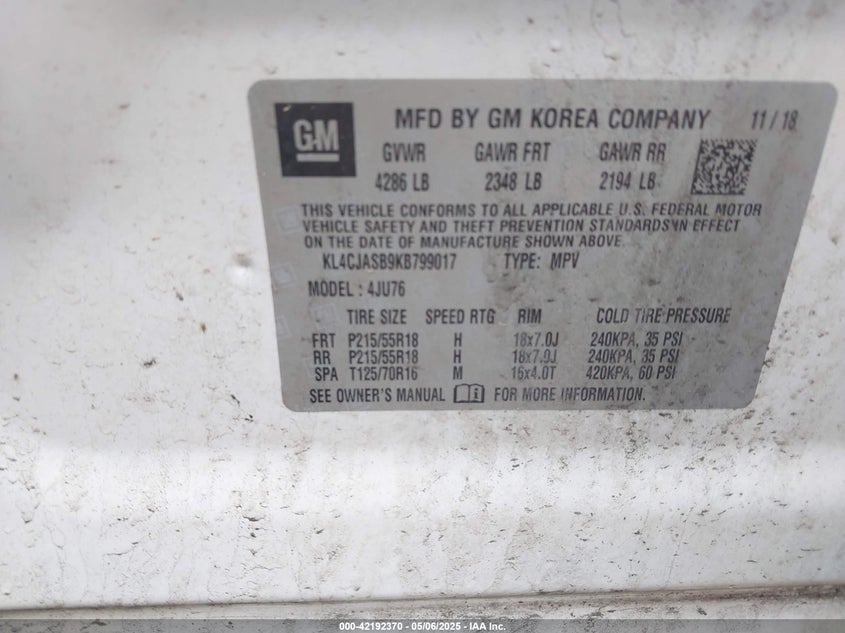 GM
MFD BY GM KOREA COMPANY 11/18
GVWR GAWR FRT GAWR RR
4286 LB 2348 LB 2194 LB
THIS VEHICLE CONFORMS TO ALL APPLICABLE U.S. FEDERAL MOTOR
VEHICLE SAFETY AND THEFT PREVENTION STANDARDS IN EFFECT
ON THE DATE OF MANUFACTURE SHOWN ABOVE.
KL4CJASB9KB799017 TYPE: MPV
MODEL : 4JU76
TIRE SIZE SPEED RTG RIM COLD TIRE PRESSURE
FRT P215/55R18 H 18x7.0J 240KPA, 35 PSI
RR P215/55R18 H 18x7.0J 240KPA, 35 PSI
SPA T125/70R16 M 16x4.0T 420KPA, 60 PSI
SEE OWNER'S MANUAL FOR MORE INFORMATION.
000-42192370 - 05/06/2025 - IAA Inc.